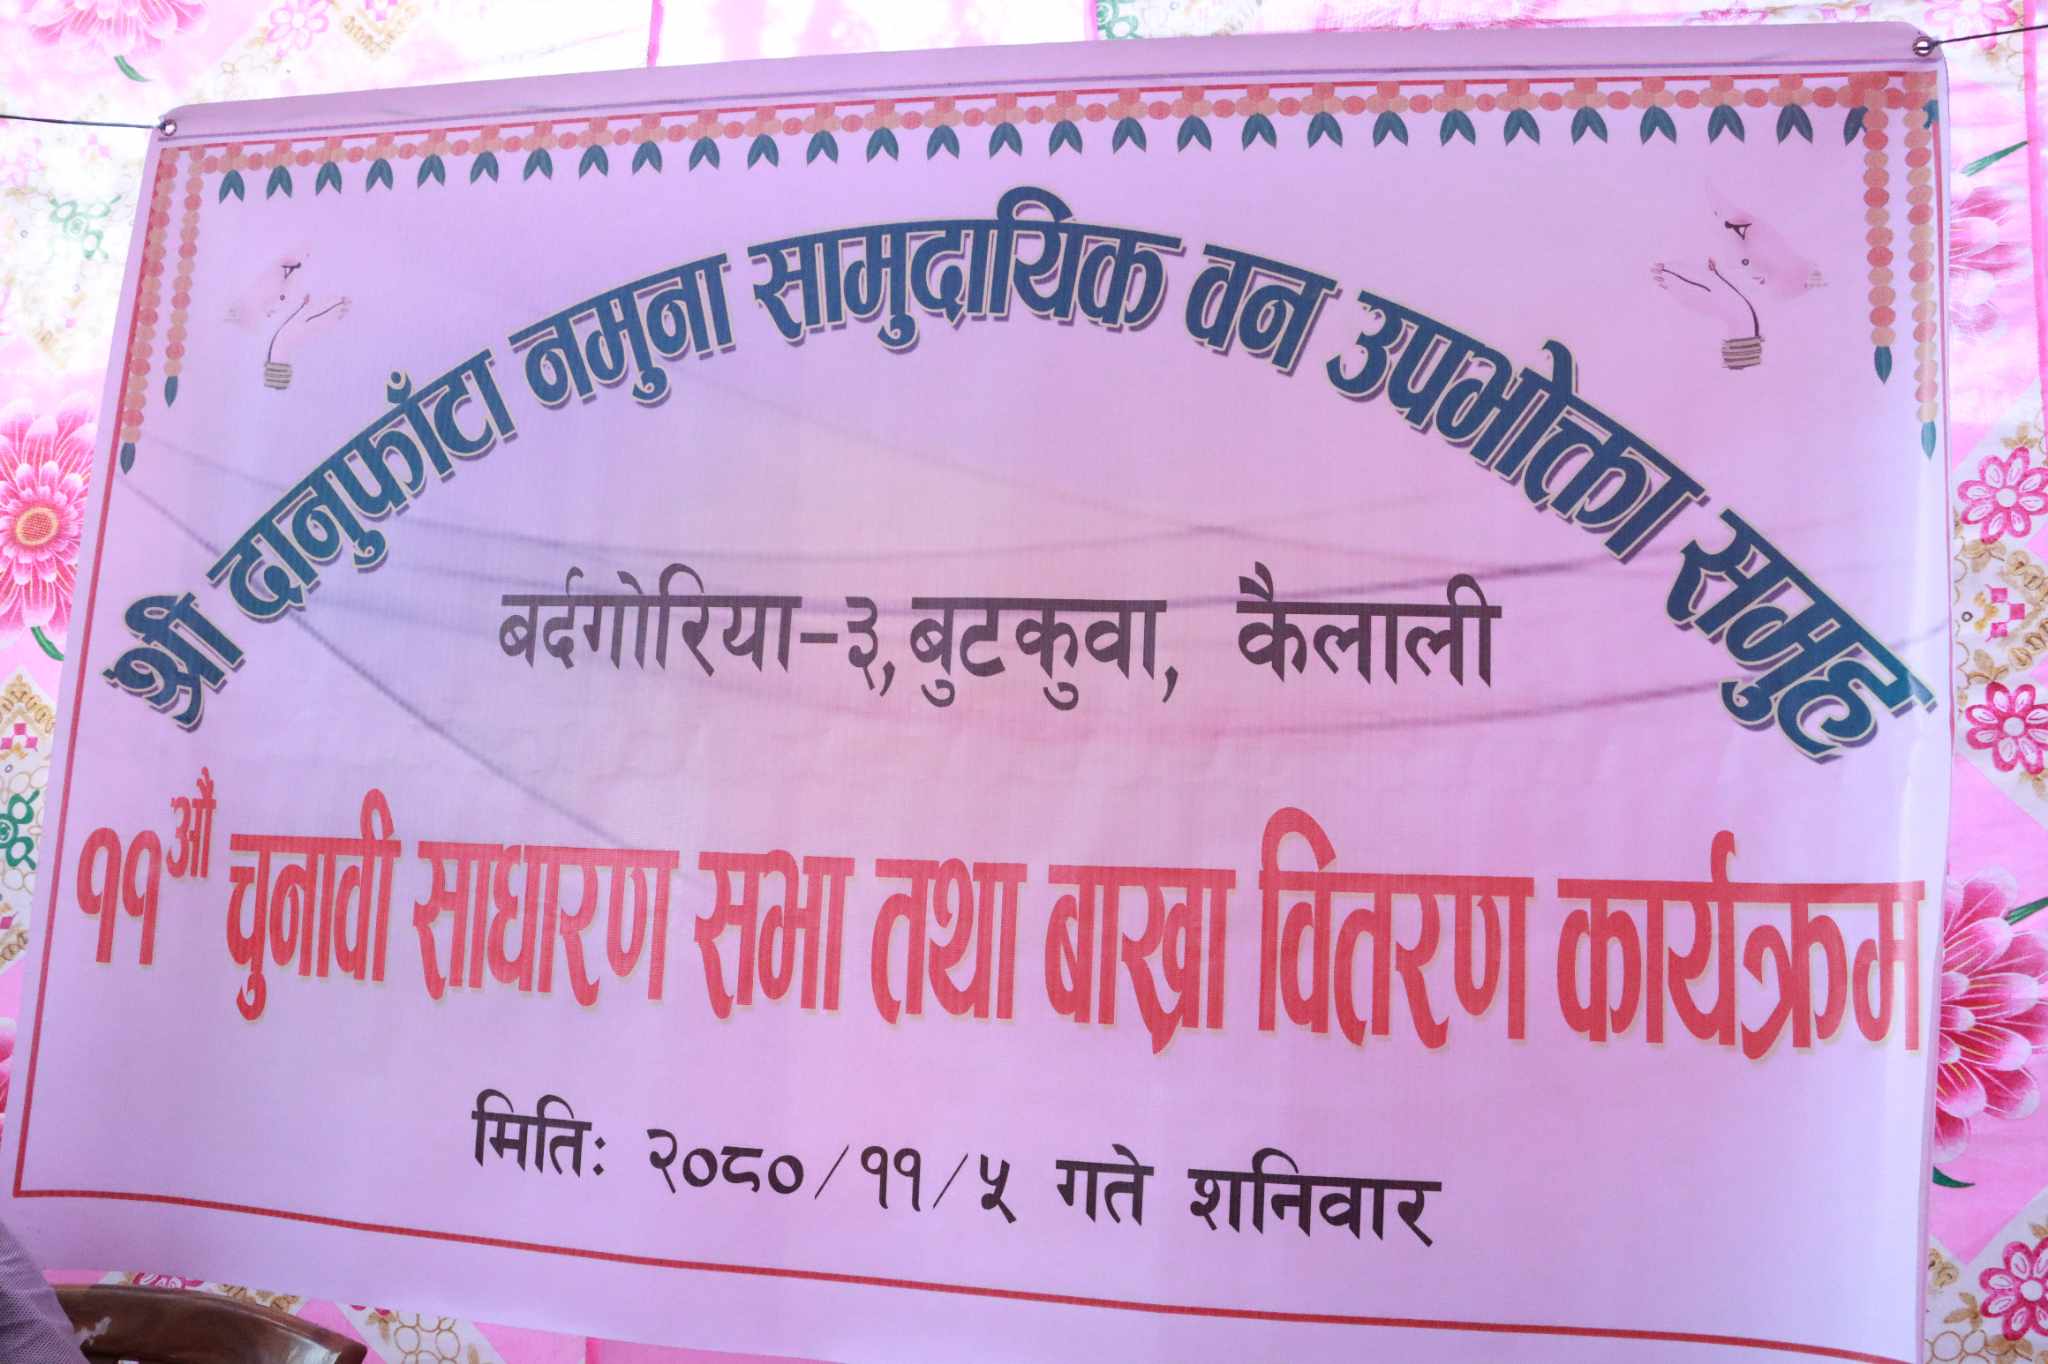 श्री दानुफाँटा नमुना सामुदायिक वन उपभोक्ता समुह
बर्दगोरिया-३, बुटकुवा, कैलाली
११औं चुनावी साधारण सभा तथा बाख्रा वितरण कार्यक्रम
मितिः २०८०/११/५ गते शनिवार